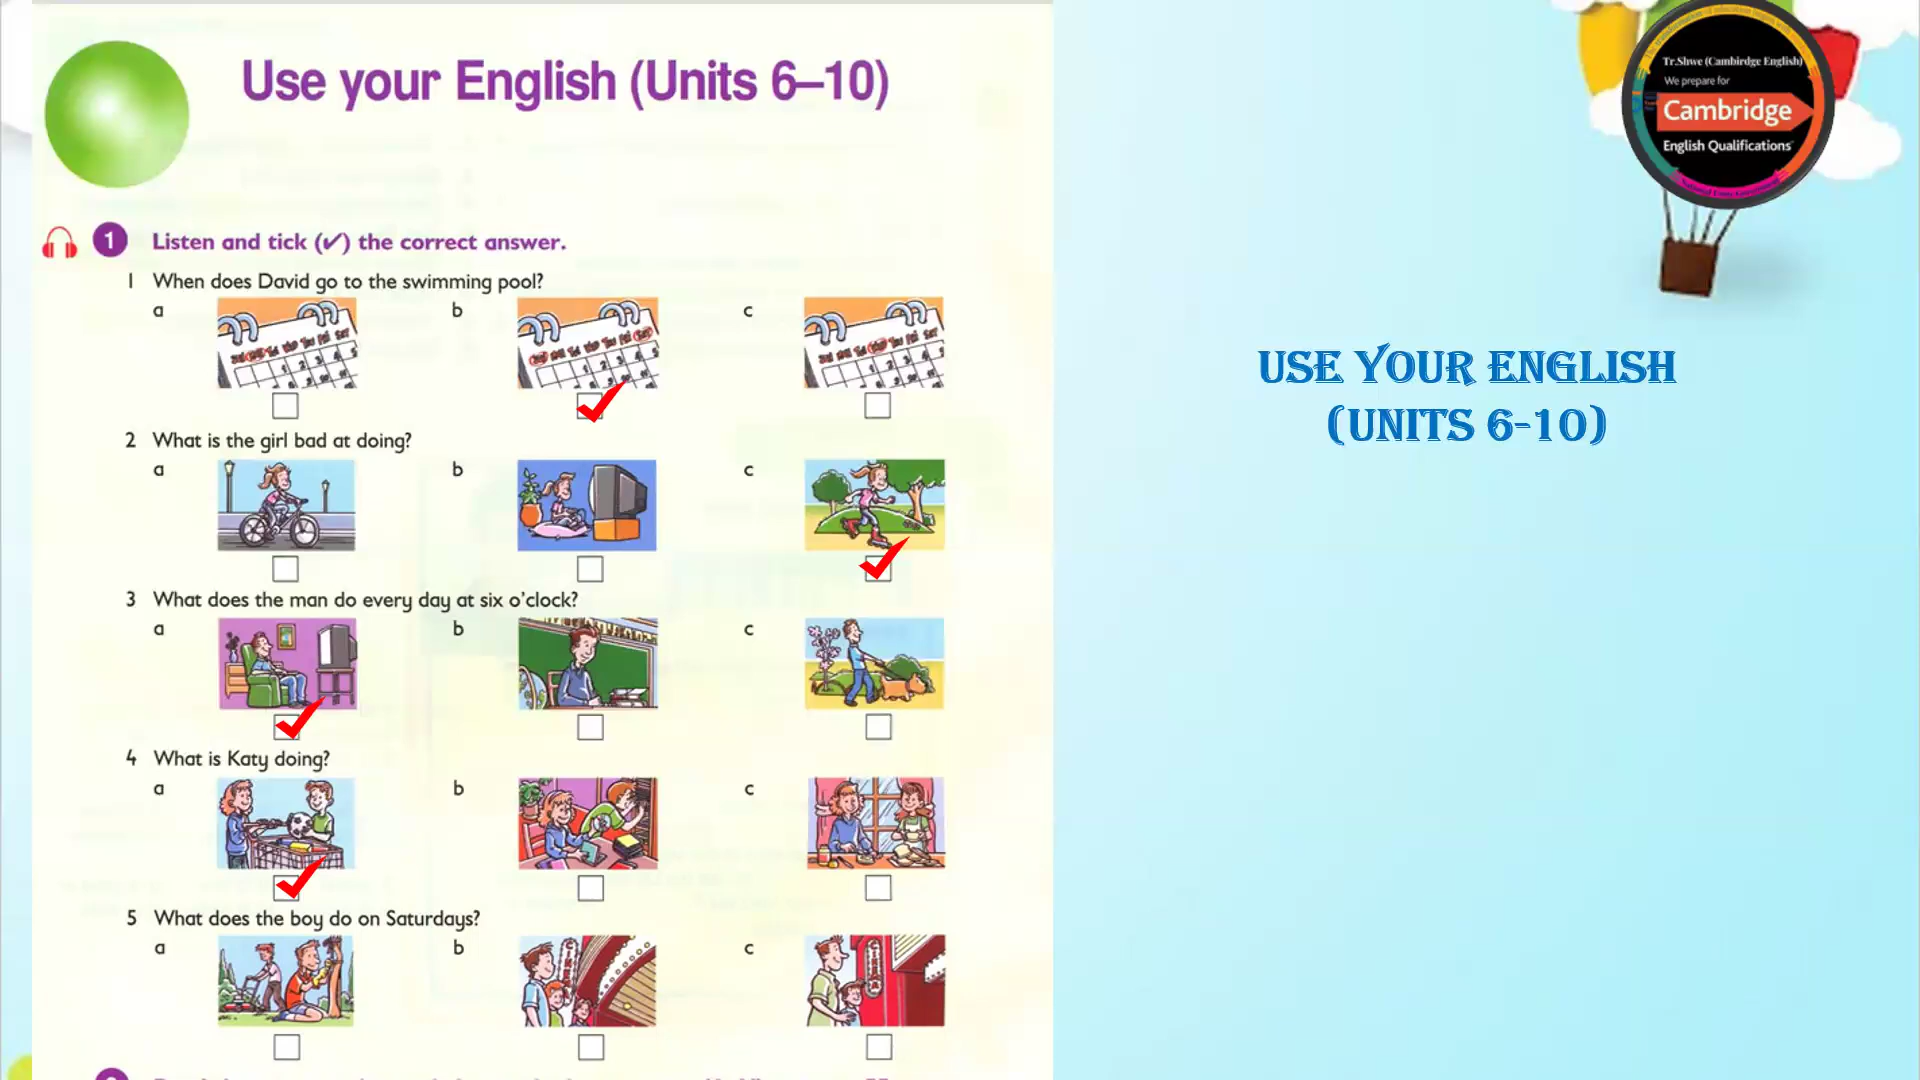 Use your English (Units 6–10)
1 Listen and tick (✔) the correct answer.
1 When does David go to the swimming pool?
a b c
2 What is the girl bad at doing?
a b c
3 What does the man do every day at six o'clock?
a b c
4 What is Katy doing?
a b c
5 What does the boy do on Saturdays?
a b c
Tr.Shwe (Cambirdge English)
We prepare for
Cambridge
English Qualifications
USE YOUR ENGLISH
(UNITS 6-10)